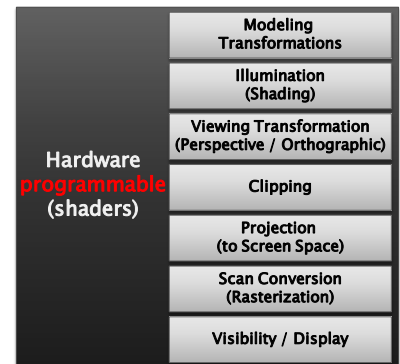 Hardware
programmable
(shaders)
Modeling
Transformations
Illumination
(Shading)
Viewing Transformation
(Perspective / Orthographic)
Clipping
Projection
(to Screen Space)
Scan Conversion
(Rasterization)
Visibility / Display